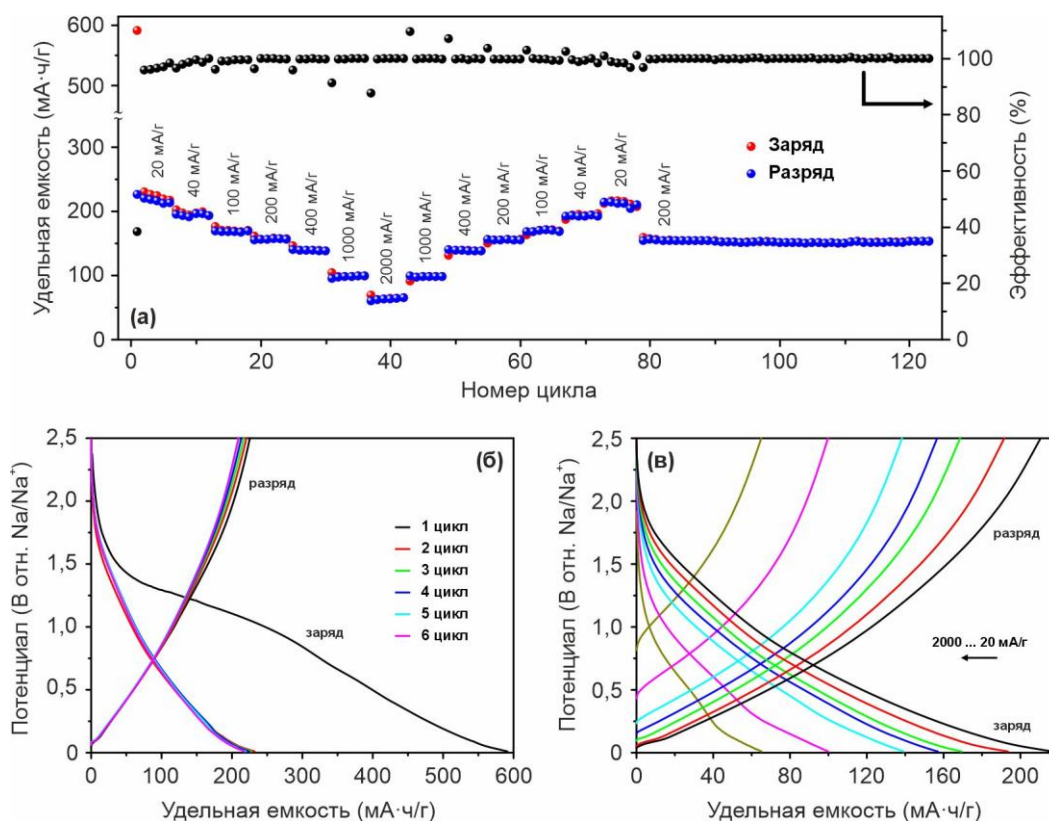 600
500
300
200
100
0
Удельная емкость (мА·ч/г)
20 мА/г
40 мА/г
100 мА/г
200 мА/г
400 мА/г
1000 мА/г
2000 мА/г
1000 мА/г
400 мА/г
200 мА/г
100 мА/г
40 мА/г
20 мА/г
200 мА/г
Заряд
Разряд
100
80
60
40
20
0
Эффективность (%)
(а)
0 20 40 60 80 100 120
Номер цикла
2,5
2,0
1,5
1,0
0,5
0
Потенциал (В отн. Na/Na⁺)
(б)
разряд
1 цикл
2 цикл
3 цикл
4 цикл
5 цикл
6 цикл
заряд
0 100 200 300 400 500 600
Удельная емкость (мА·ч/г)
2,5
2,0
1,5
1,0
0,5
0
Потенциал (В отн. Na/Na⁺)
(в)
разряд
2000 ... 20 мА/г
заряд
0 40 80 120 160 200
Удельная емкость (мА·ч/г)